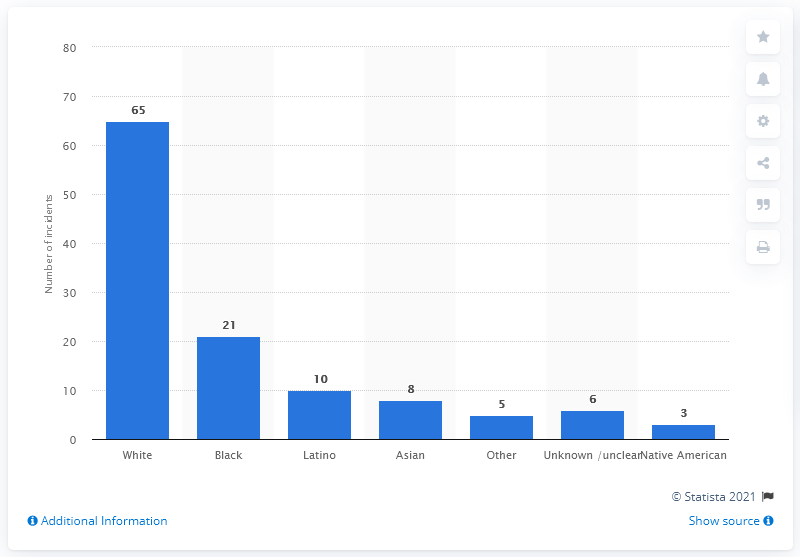 80
70
60
50
40
30
20
10
0
Number of incidents
65
21
10
8
5
6
3
White
Black
Latino
Asian
Other
Unknown /unclear
Native American
© Statista 2021
Additional Information
Show source